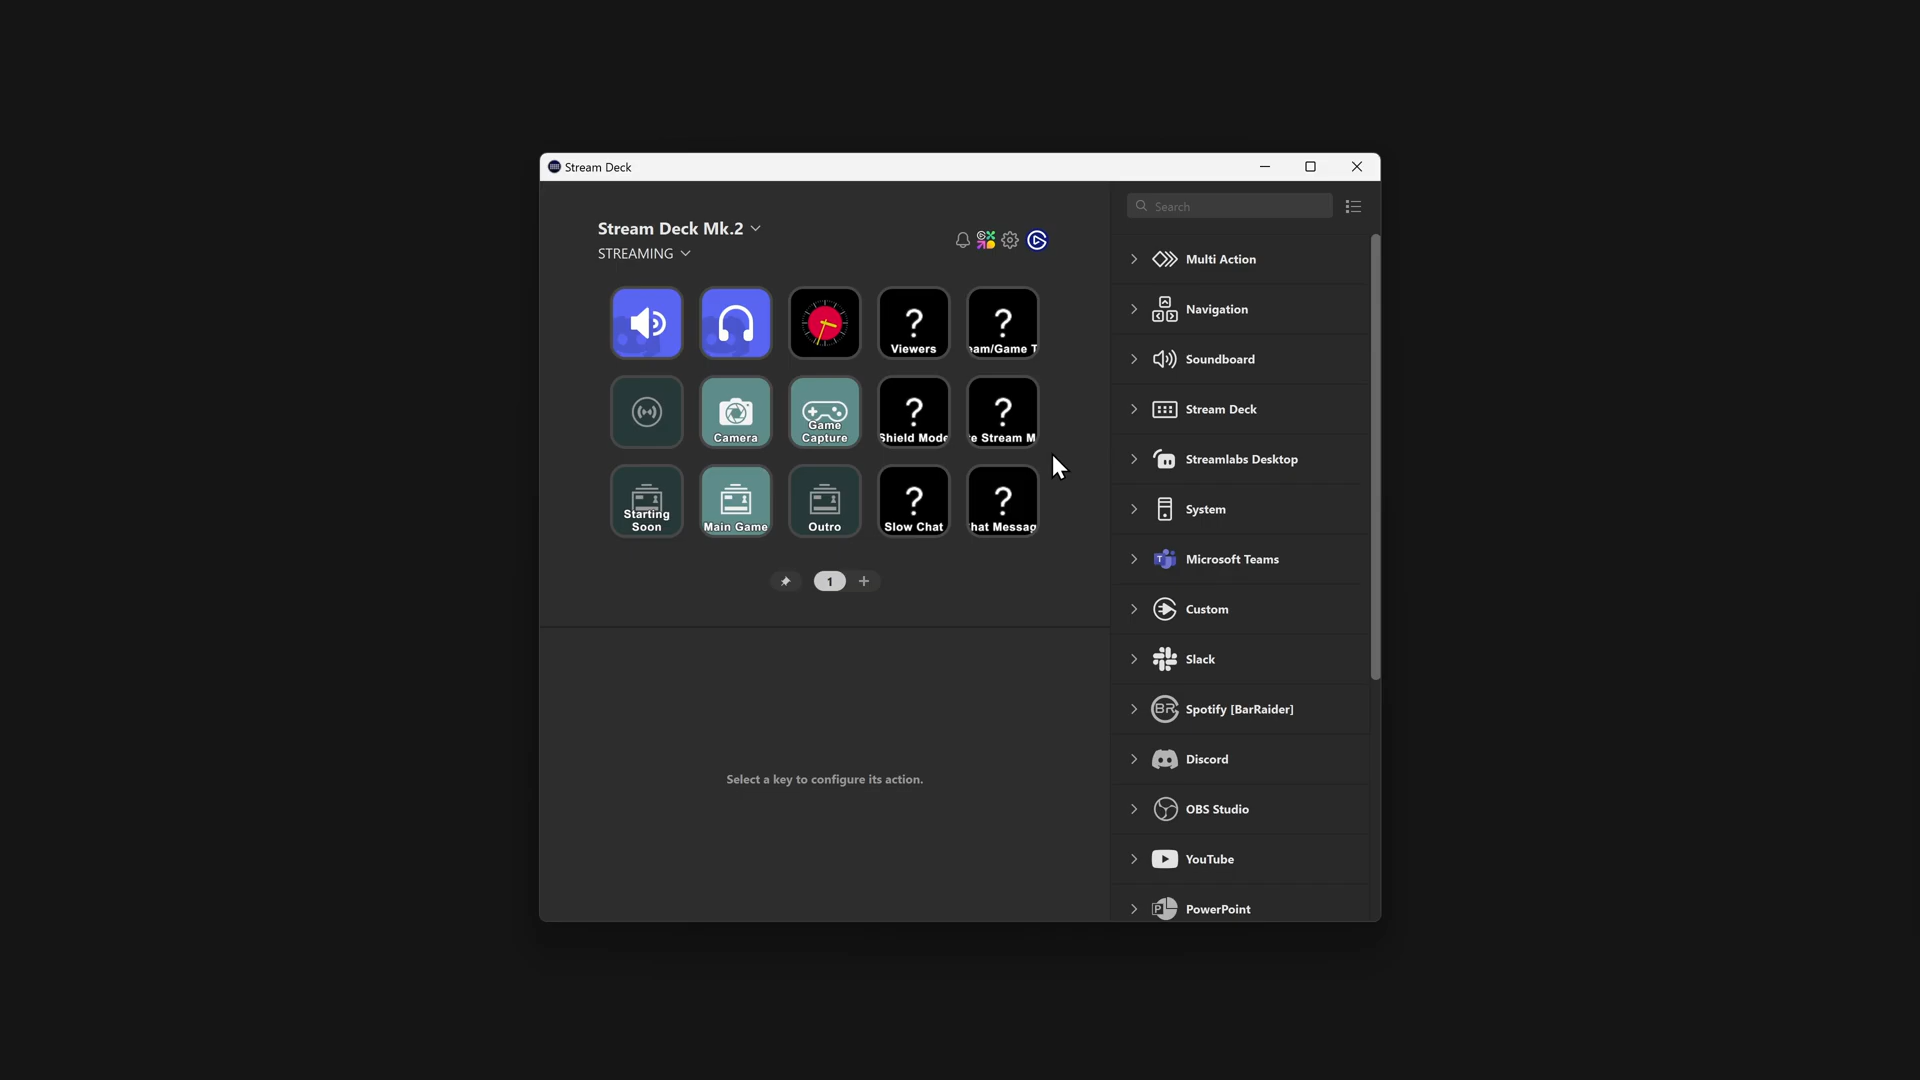 Stream Deck
Stream Deck Mk.2
STREAMING
Search
?
Viewers
?
am/Game T
Camera
Game
Capture
?
Shield Mode
?
e Stream M
Starting
Soon
Main Game
Outro
?
Slow Chat
?
hat Messag
1
Select a key to configure its action.
Multi Action
Navigation
Soundboard
Stream Deck
Streamlabs Desktop
System
Microsoft Teams
Custom
Slack
BR
Spotify [BarRaider]
Discord
OBS Studio
YouTube
PowerPoint